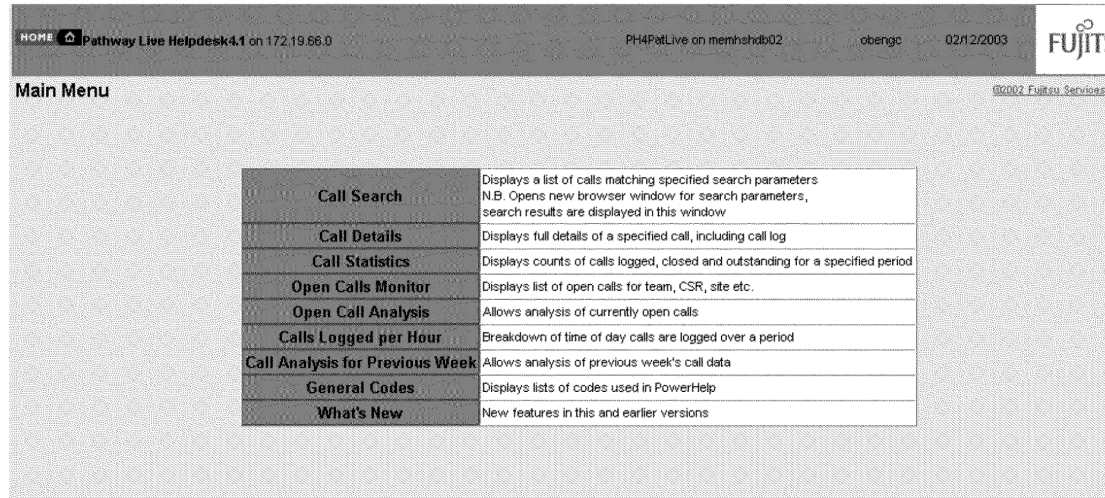 HOME Pathway Live Helpdesk4.1 on 172.19.66.0 PH4PatLive on memhshdb02 obengc 02/12/2003 FUJIT
Main Menu ©2002 Fujitsu Services
Call Search
Displays a list of calls matching specified search parameters
N.B. Opens new browser window for search parameters,
search results are displayed in this window
Call Details Displays full details of a specified call, including call log
Call Statistics Displays counts of calls logged, closed and outstanding for a specified period
Open Calls Monitor Displays list of open calls for team, CSR, site etc.
Open Call Analysis Allows analysis of currently open calls
Calls Logged per Hour Breakdown of time of day calls are logged over a period
Call Analysis for Previous Week Allows analysis of previous week's call data
General Codes Displays lists of codes used in PowerHelp
What's New New features in this and earlier versions